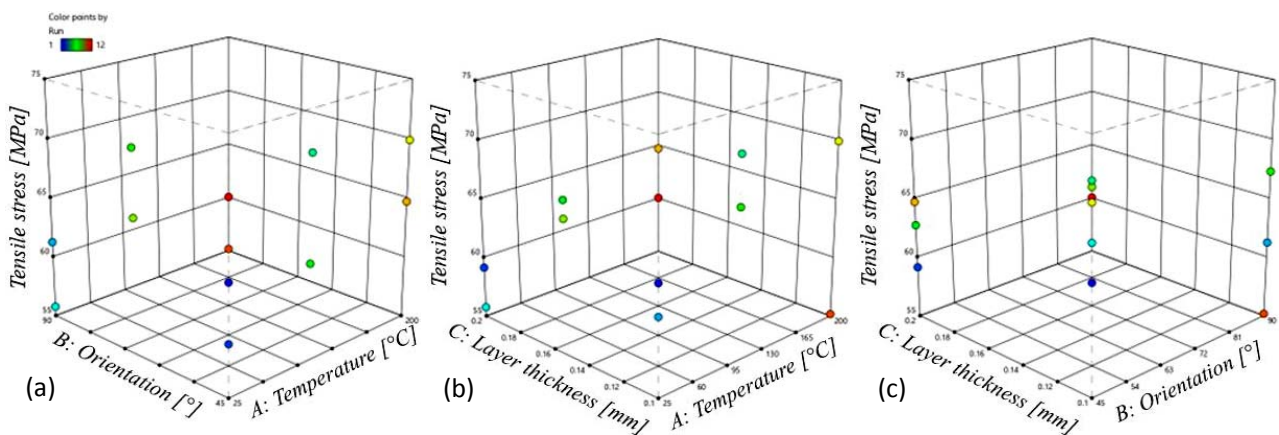 Color points by
Run
1 12
75
70
65
60
55
90
45 25
200
Tensile stress [MPa]
B: Orientation [°]
A: Temperature [°C]
(a)
75
70
65
60
55
0.2
0.18
0.16
0.14
0.12
0.1 25
60
95
130
165
200
Tensile stress [MPa]
C: Layer thickness [mm]
A: Temperature [°C]
(b)
75
70
65
60
55
0.2
0.18
0.16
0.14
0.12
0.1 45
54
63
72
81
90
Tensile stress [MPa]
C: Layer thickness [mm]
B: Orientation [°]
(c)